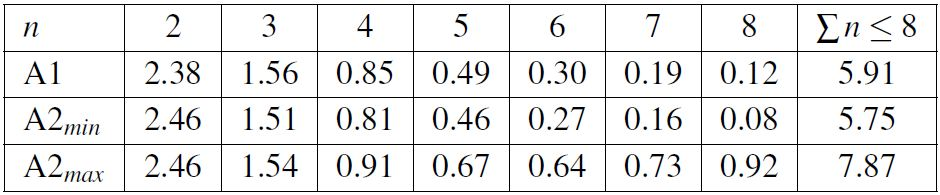 n 2 3 4 5 6 7 8 ∑n ≤ 8
A1 2.38 1.56 0.85 0.49 0.30 0.19 0.12 5.91
A2min 2.46 1.51 0.81 0.46 0.27 0.16 0.08 5.75
A2max 2.46 1.54 0.91 0.67 0.64 0.73 0.92 7.87